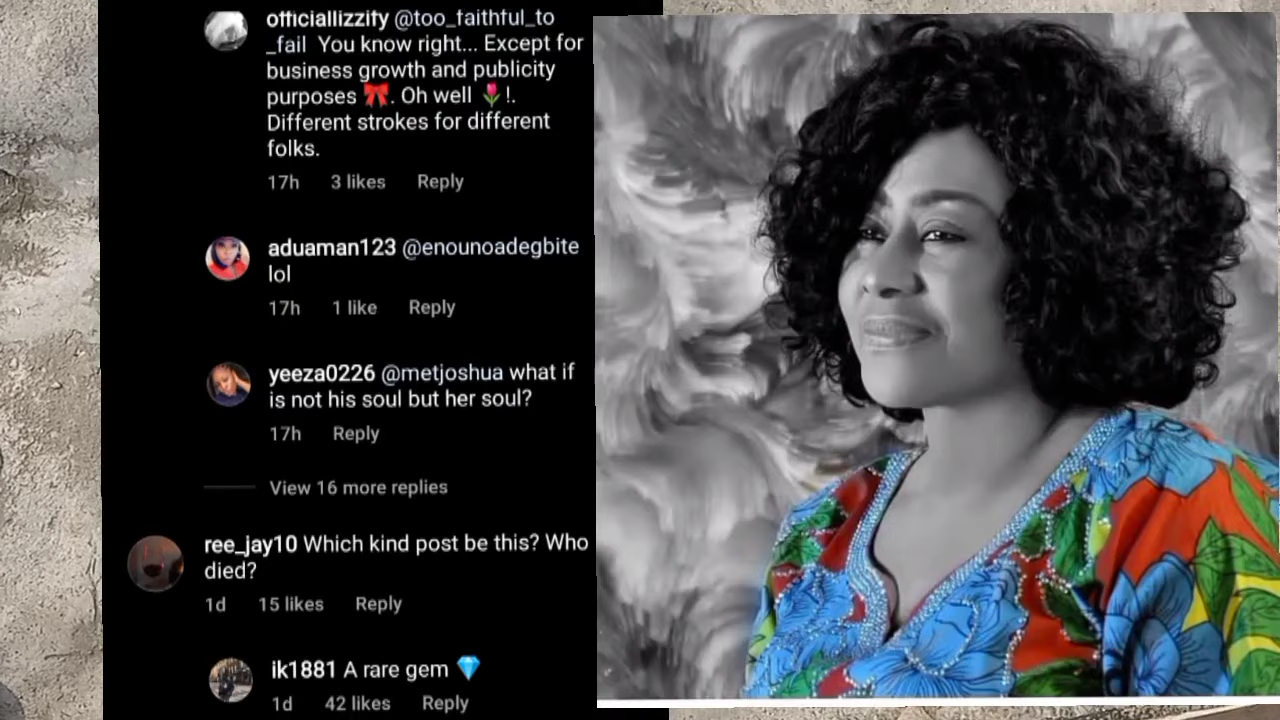 officiallizzity @too_faithful_to
_fail You know right... Except for
business growth and publicity
purposes 🎀. Oh well 🌷!.
Different strokes for different
folks.
17h 3 likes Reply
aduaman123 @enounoadegbite
lol
17h 1 like Reply
yeeza0226 @metjoshua what if
is not his soul but her soul?
17h Reply
View 16 more replies
ree_jay10 Which kind post be this? Who
died?
1d 15 likes Reply
ik1881 A rare gem 💎
1d 42 likes Reply